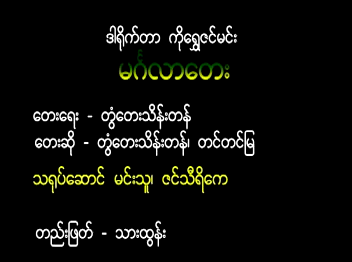 ဒါရိုက်တာ ကိုရွှေဇင်မင်း
မင်္ဂလာတေး
တေးရေး - တွံတေးသိန်းတန်
တေးဆို - တွံတေးသိန်းတန်၊ တင်တင်မြ
သရုပ်ဆောင် မင်းသူ၊ ဇင်သီရိကေ
တည်းဖြတ် - သားထွန်း